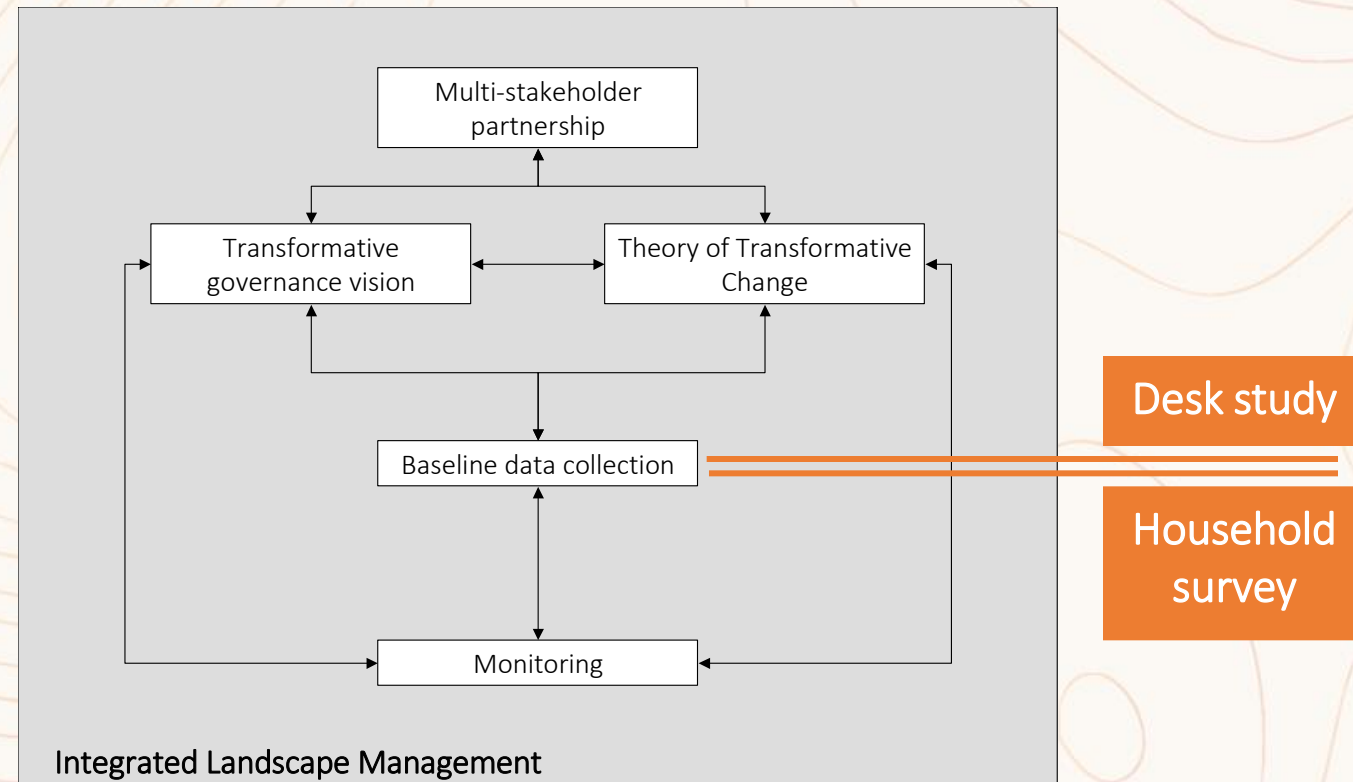 Multi-stakeholder
partnership
Transformative
governance vision
Theory of Transformative
Change
Desk study
Baseline data collection
Household
survey
Monitoring
Integrated Landscape Management